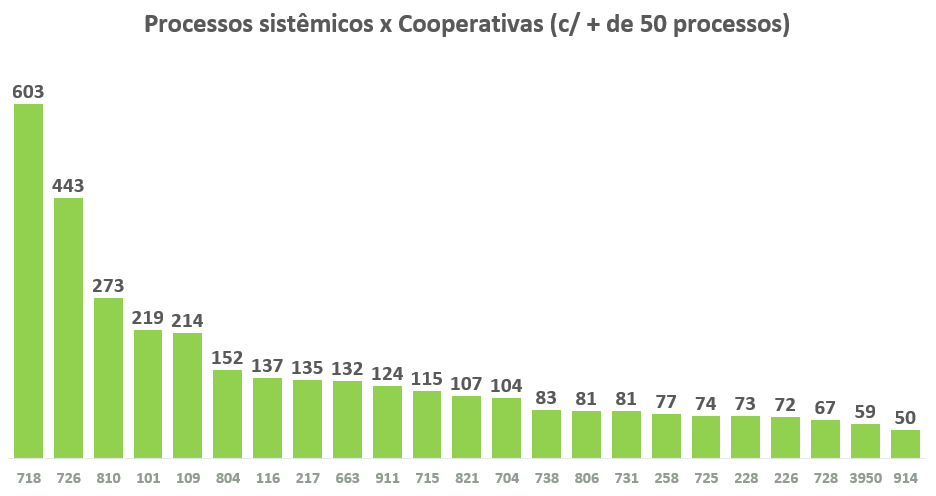 Processos sistêmicos x Cooperativas (c/ + de 50 processos)
603 443 273 219 214 152 137 135 132 124 115 107 104 83 81 81 77 74 73 72 67 59 50
718 726 810 101 109 804 116 217 663 911 715 821 704 738 806 731 258 725 228 226 728 3950 914